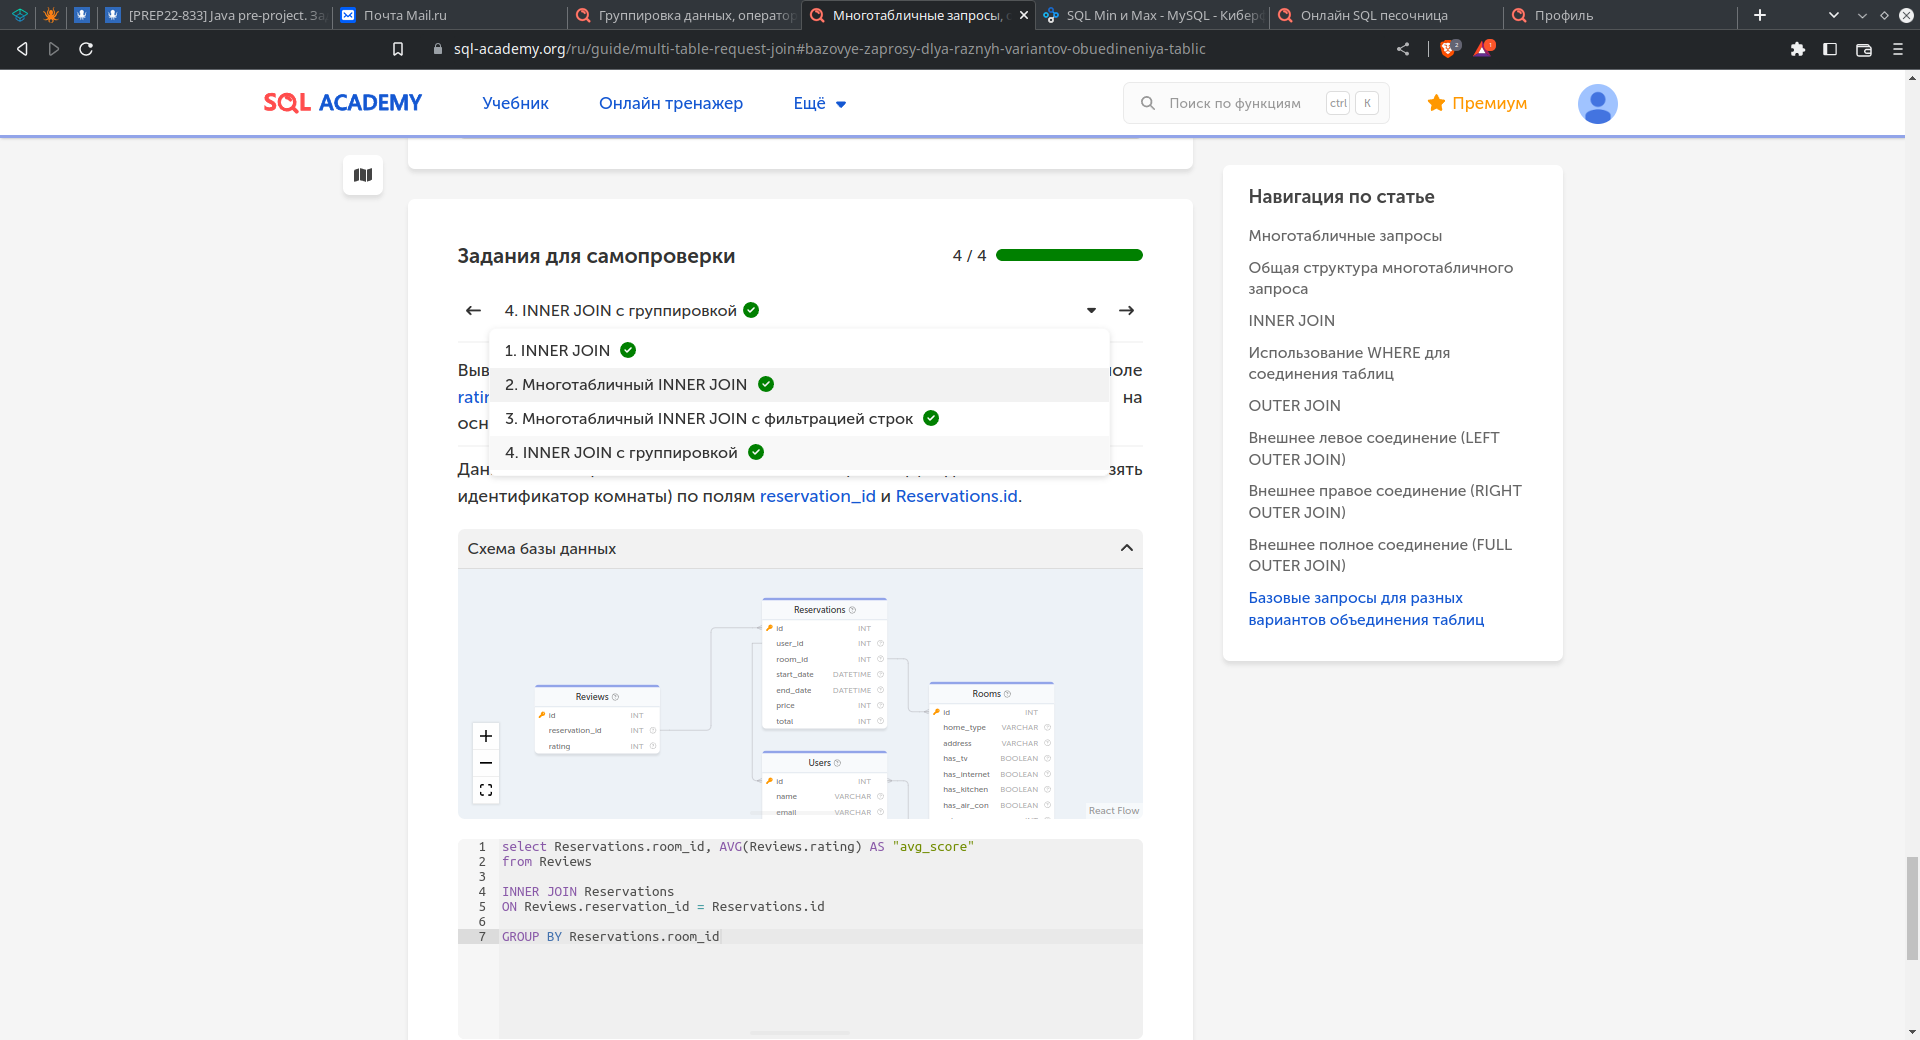 [PREP22-833] Java pre-project. За
Почта Mail.ru
Группировка данных, оператор
Многотабличные запросы,
SQL Min и Max - MySQL - Кибер
Онлайн SQL песочница
Профиль
sql-academy.org/ru/guide/multi-table-request-join#bazovye-zaprosy-dlya-raznyh-variantov-obuedineniya-tablic
2
1
SQL ACADEMY
Учебник
Онлайн тренажер
Ещё
Поиск по функциям
ctrl
K
Премиум
Задания для самопроверки
4 / 4
4. INNER JOIN с группировкой
1. INNER JOIN
2. Многотабличный INNER JOIN
3. Многотабличный INNER JOIN с фильтрацией строк
4. INNER JOIN с группировкой
Выв
поле
ratin
на
осн
Дан
взять
идентификатор комнаты) по полям reservation_id и Reservations.id.
Схема базы данных
Reservations
id INT
user_id INT
room_id INT
start_date DATETIME
end_date DATETIME
price INT
total INT
Reviews
id INT
reservation_id INT
rating INT
Rooms
id INT
home_type VARCHAR
address VARCHAR
has_tv BOOLEAN
has_internet BOOLEAN
has_kitchen BOOLEAN
has_air_con BOOLEAN
Users
id INT
name VARCHAR
email VARCHAR
React Flow
1 select Reservations.room_id, AVG(Reviews.rating) AS "avg_score"
2 from Reviews
3
4 INNER JOIN Reservations
5 ON Reviews.reservation_id = Reservations.id
6
7 GROUP BY Reservations.room_id
Навигация по статье
Многотабличные запросы
Общая структура многотабличного
запроса
INNER JOIN
Использование WHERE для
соединения таблиц
OUTER JOIN
Внешнее левое соединение (LEFT
OUTER JOIN)
Внешнее правое соединение (RIGHT
OUTER JOIN)
Внешнее полное соединение (FULL
OUTER JOIN)
Базовые запросы для разных
вариантов объединения таблиц